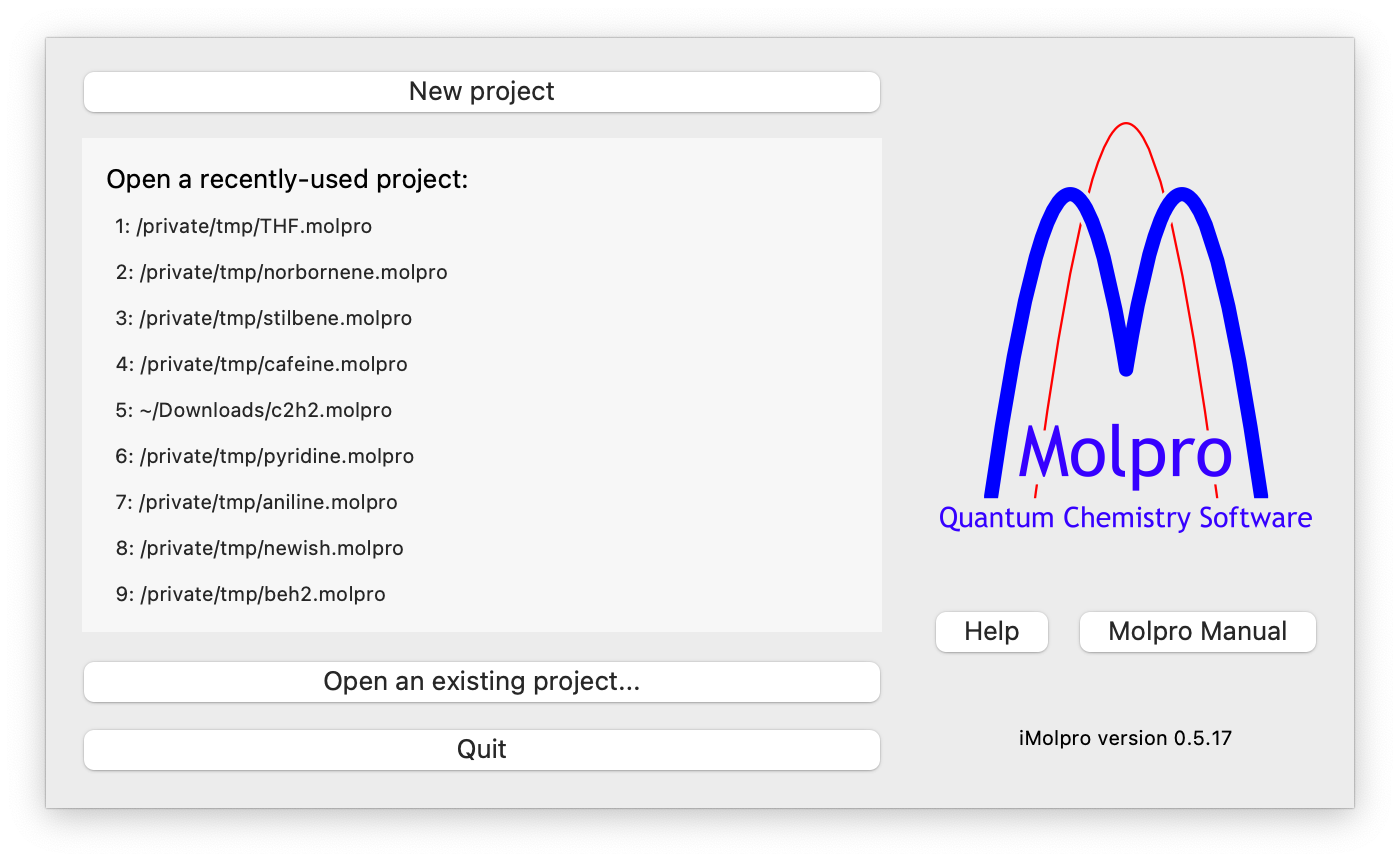 New project
Open a recently-used project:
1: /private/tmp/THF.molpro
2: /private/tmp/norbornene.molpro
3: /private/tmp/stilbene.molpro
4: /private/tmp/cafeine.molpro
5: ~/Downloads/c2h2.molpro
6: /private/tmp/pyridine.molpro
7: /private/tmp/aniline.molpro
8: /private/tmp/newish.molpro
9: /private/tmp/beh2.molpro
Open an existing project...
Quit
Molpro
Quantum Chemistry Software
Help
Molpro Manual
iMolpro version 0.5.17